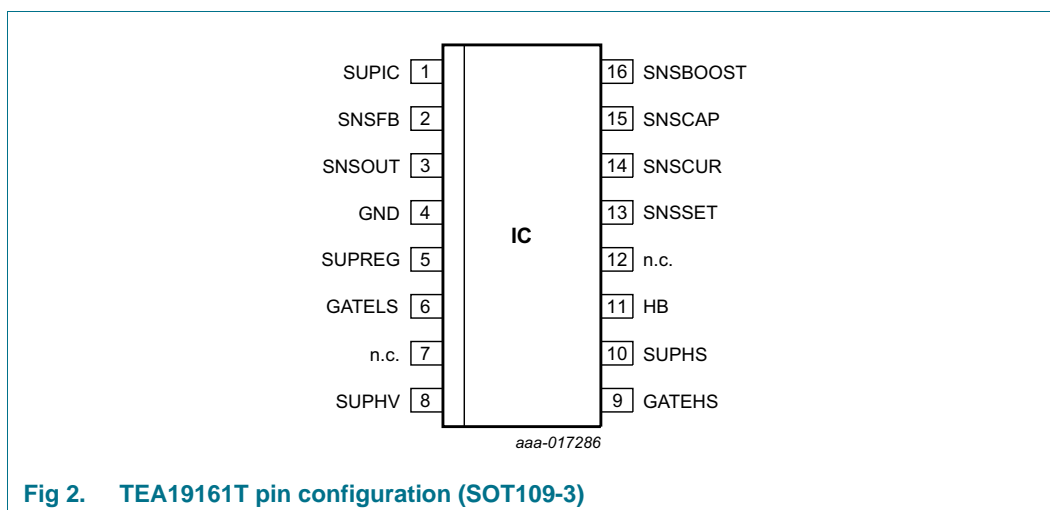 SUPIC 1
16 SNSBOOST
SNSFB 2
15 SNSCAP
SNSOUT 3
14 SNSCUR
GND 4
13 SNSSET
IC
SUPREG 5
12 n.c.
GATELS 6
11 HB
n.c. 7
10 SUPHS
SUPHV 8
9 GATEHS
aaa-017286
Fig 2. TEA19161T pin configuration (SOT109-3)